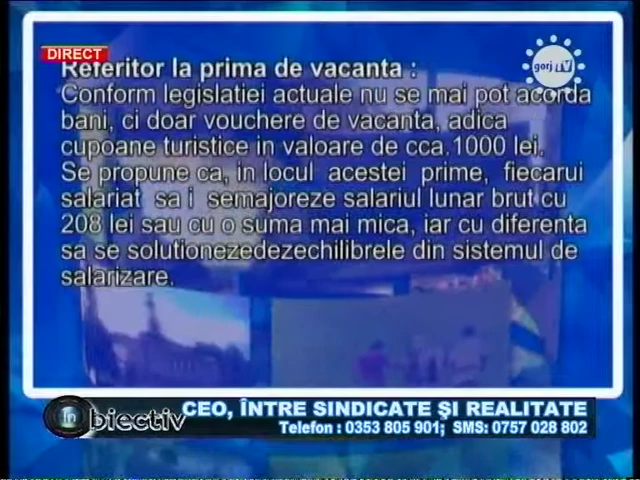 DIRECT
gorj TV
Referitor la prima de vacanta :
Conform legislatiei actuale nu se mai pot acorda
bani, ci doar vouchere de vacanta, adica
cupoane turistice in valoare de cca.1000 lei.
Se propune ca, in locul acestei prime, fiecarui
salariat sa i semajoreze salariul lunar brut cu
208 lei sau cu o suma mai mica, iar cu diferenta
sa se solutionezedezechilibrele din sistemul de
salarizare.
In Obiectiv
CEO, ÎNTRE SINDICATE ŞI REALITATE
Telefon : 0353 805 901; SMS: 0757 028 802